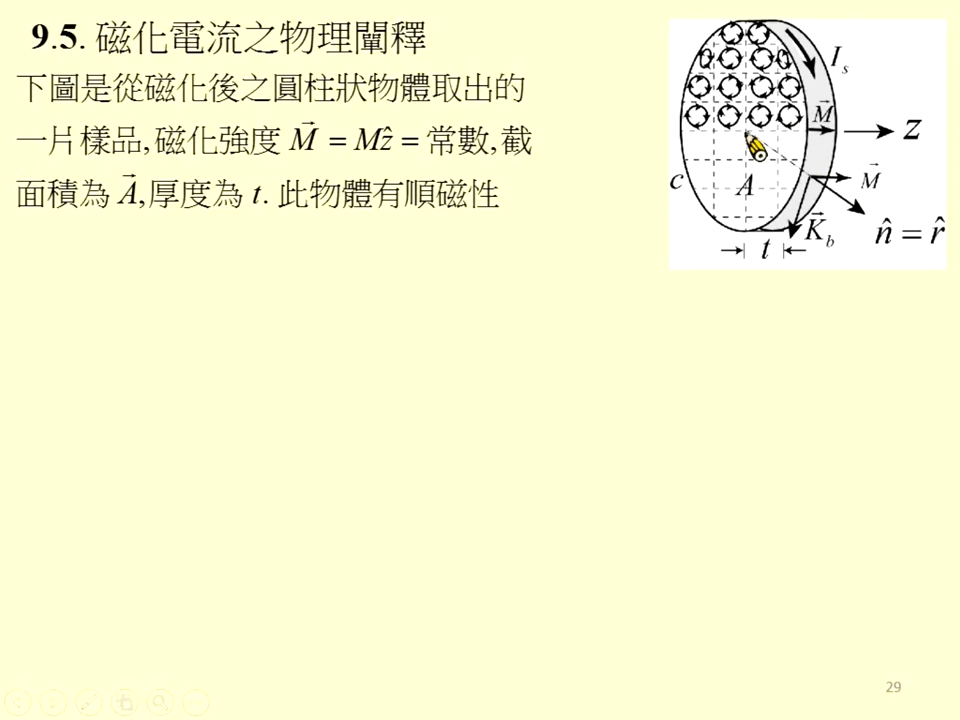 9.5. 磁化電流之物理闡釋
下圖是從磁化後之圓柱狀物體取出的
一片樣品,磁化強度 M⃗ = Mẑ = 常數,截
面積為 A⃗,厚度為 t. 此物體有順磁性
I_s
M⃗
z
c
A
M⃗
K⃗_b
n̂ = r̂
t
29